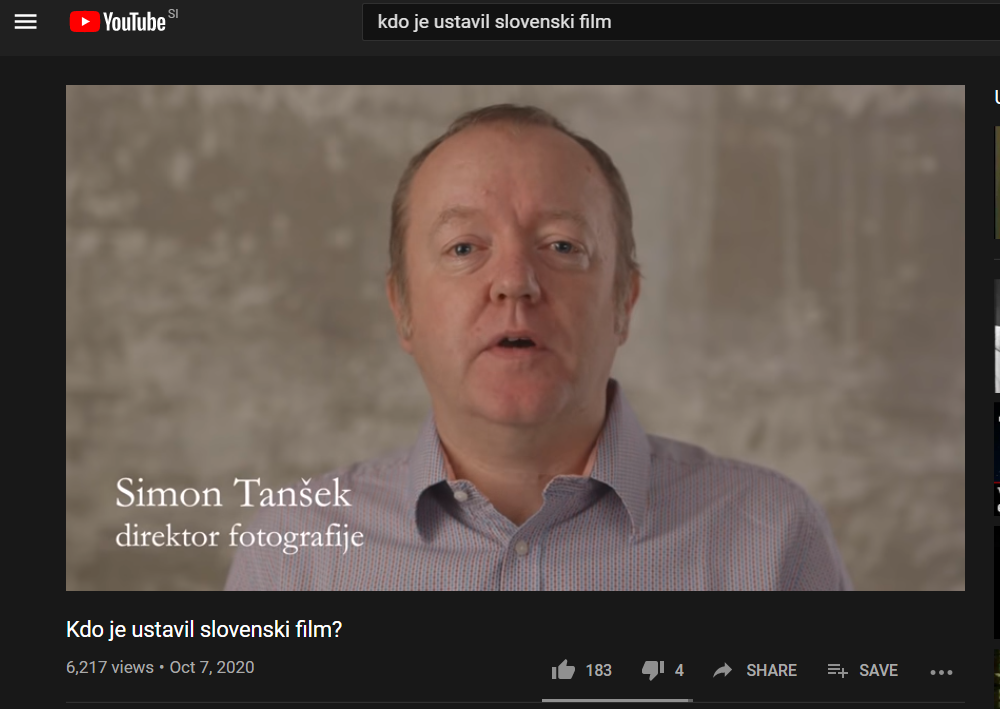 YouTube SI
kdo je ustavil slovenski film
Simon Tanšek
direktor fotografije
Kdo je ustavil slovenski film?
6,217 views • Oct 7, 2020
183 4 SHARE SAVE